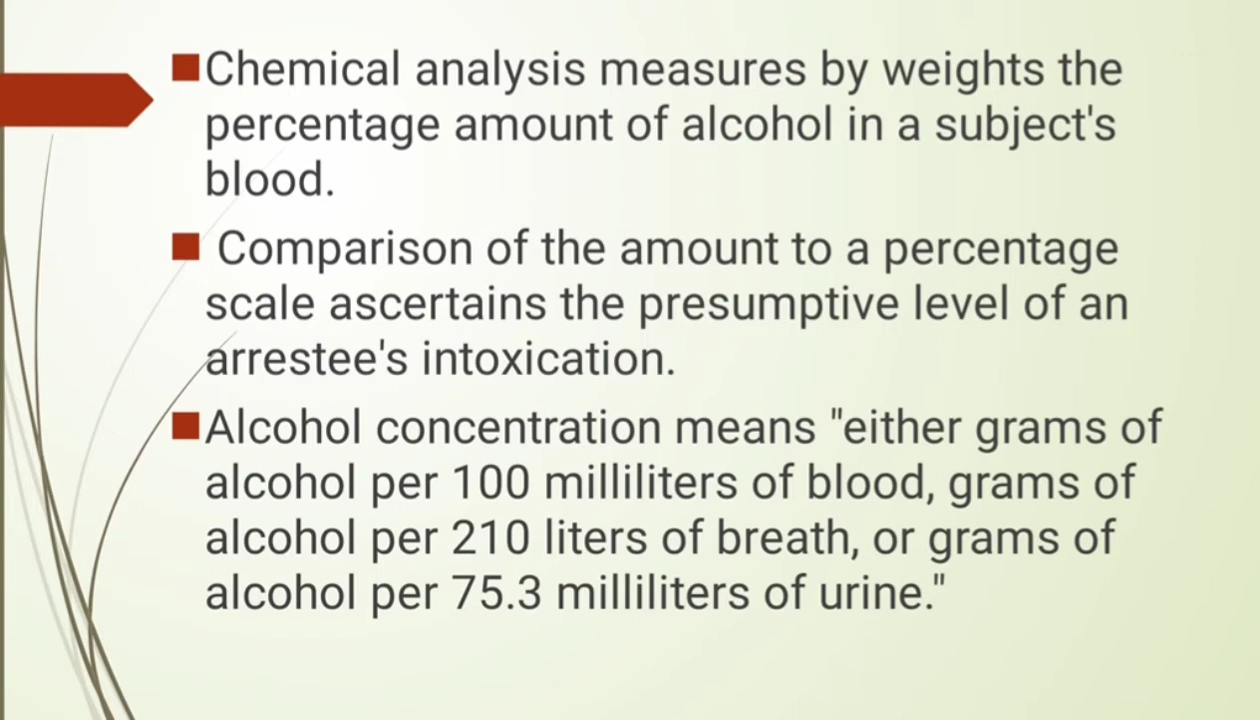 Chemical analysis measures by weights the
percentage amount of alcohol in a subject's
blood.
Comparison of the amount to a percentage
scale ascertains the presumptive level of an
arrestee's intoxication.
Alcohol concentration means "either grams of
alcohol per 100 milliliters of blood, grams of
alcohol per 210 liters of breath, or grams of
alcohol per 75.3 milliliters of urine."